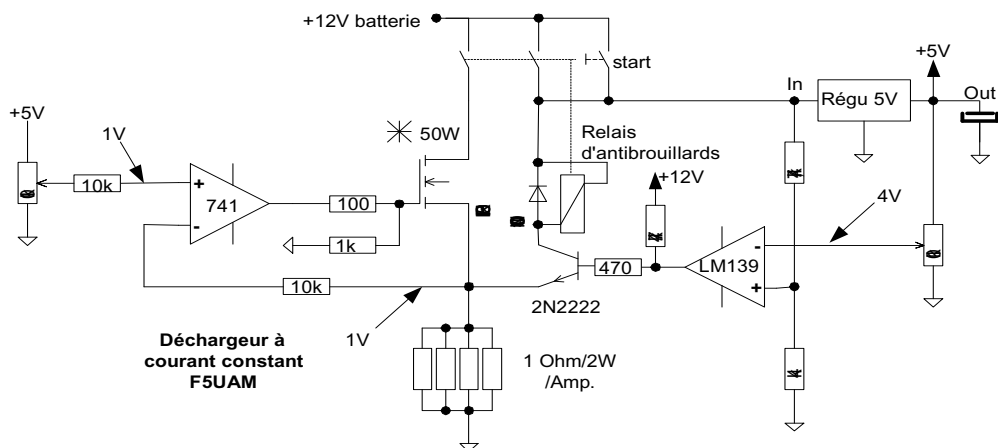 +12V batterie
start
+5V
In
Régu 5V
Out
+5V
1V
50W
Relais
d'antibrouillards
10k
+
741
-
100
+12V
4V
1k
-
LM139
+
470
10k
2N2222
1V
Déchargeur à
courant constant
F5UAM
1 Ohm/2W
/Amp.